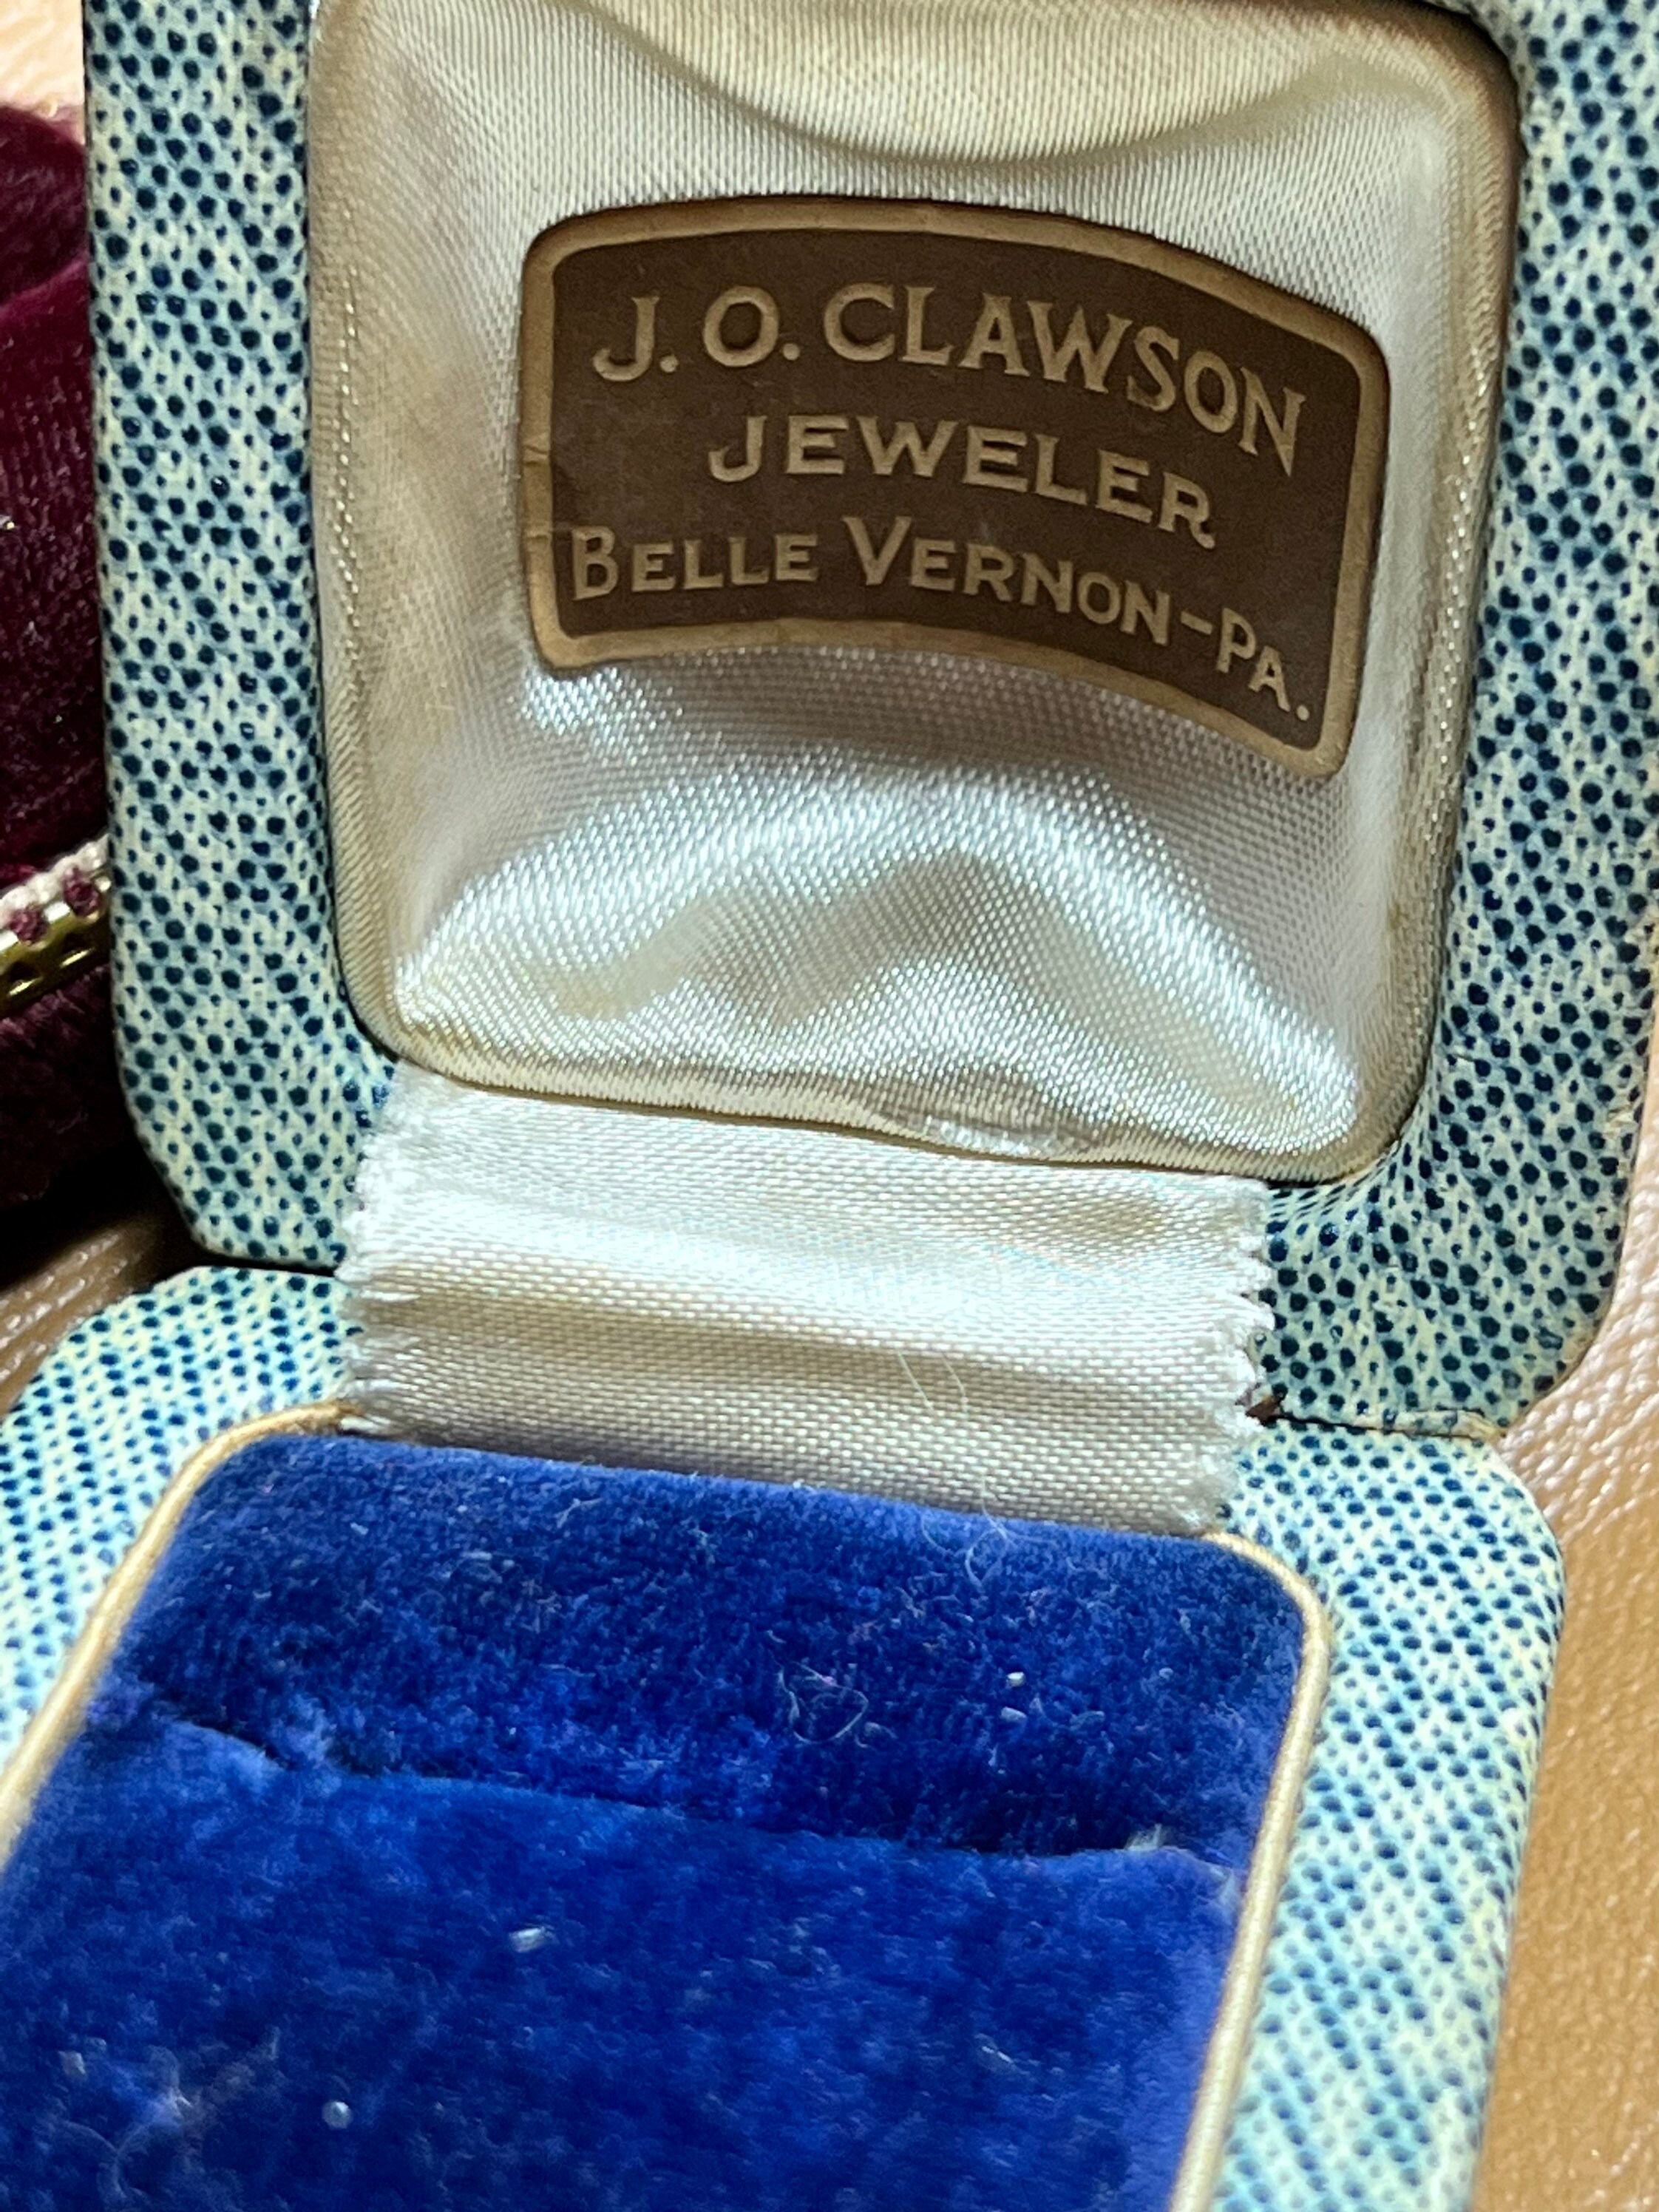 J. O. CLAWSON
JEWELER
BELLE VERNON-PA.